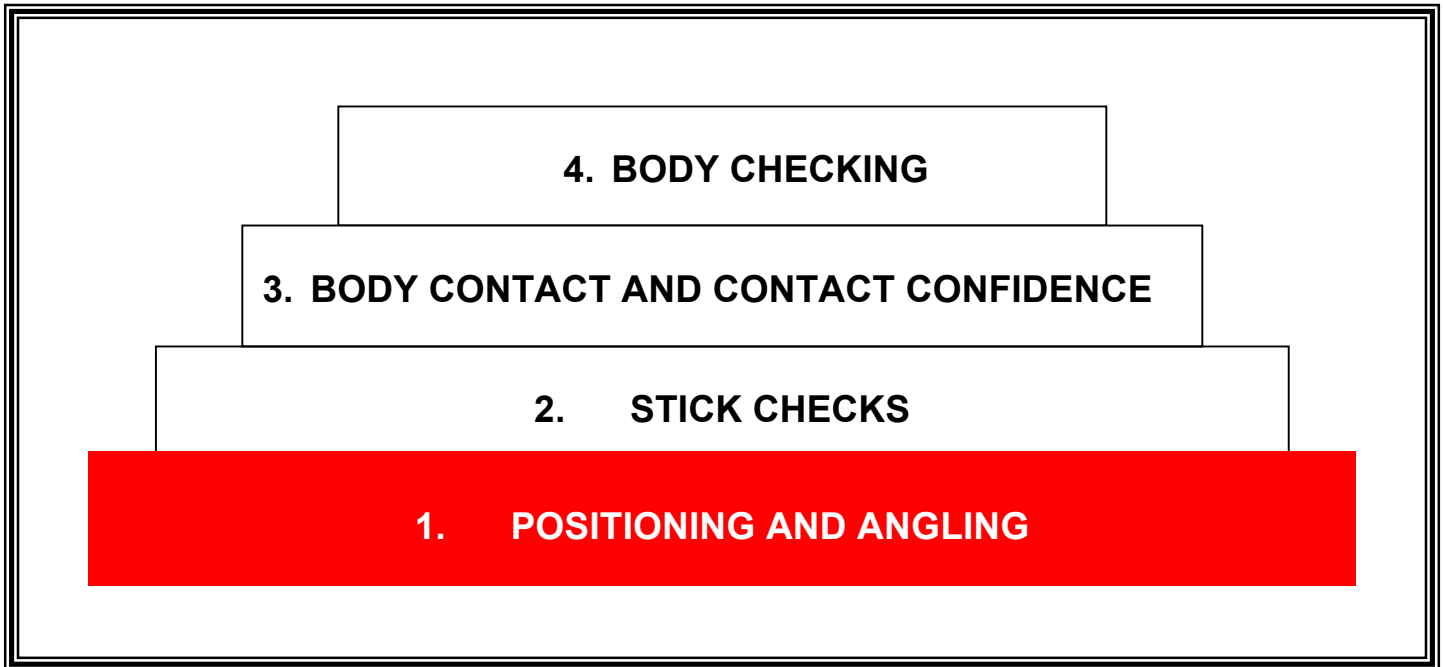 4. BODY CHECKING
3. BODY CONTACT AND CONTACT CONFIDENCE
2. STICK CHECKS
1. POSITIONING AND ANGLING